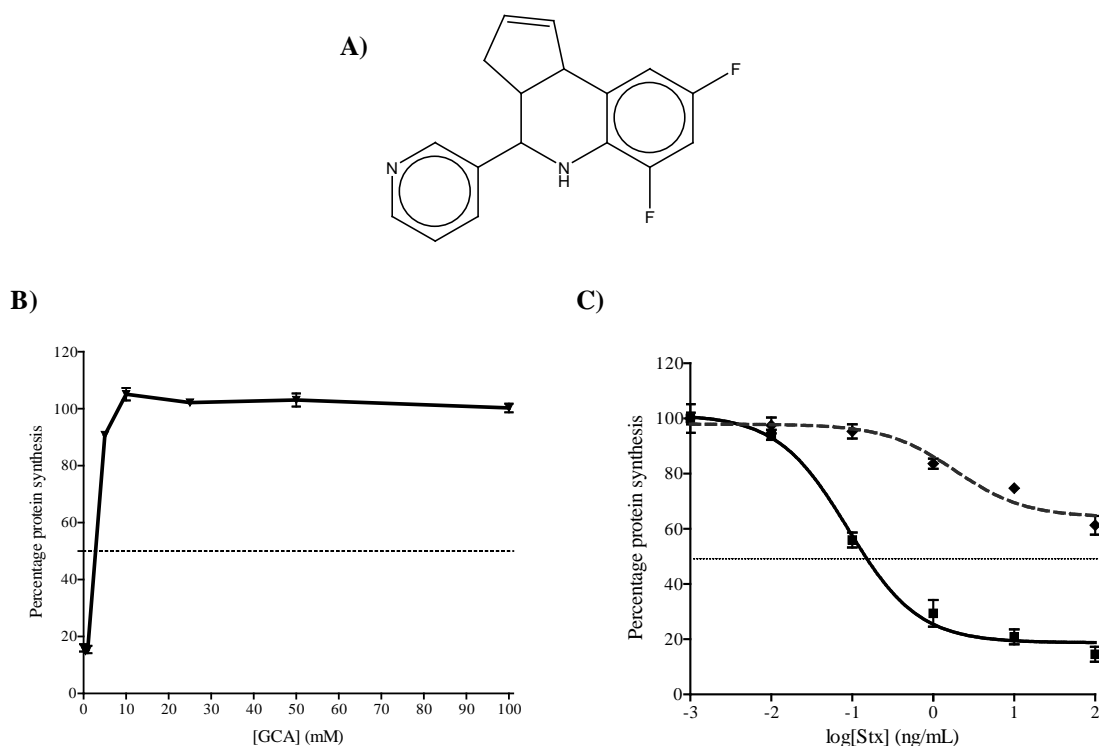 A)
F
N
N
H
F
B)
C)
120
100
80
60
40
20
0
Percentage protein synthesis
0 10 20 30 40 50 60 70 80 90 100
[GCA] (mM)
120
100
80
60
40
20
0
Percentage protein synthesis
-3 -2 -1 0 1 2
log[Stx] (ng/mL)